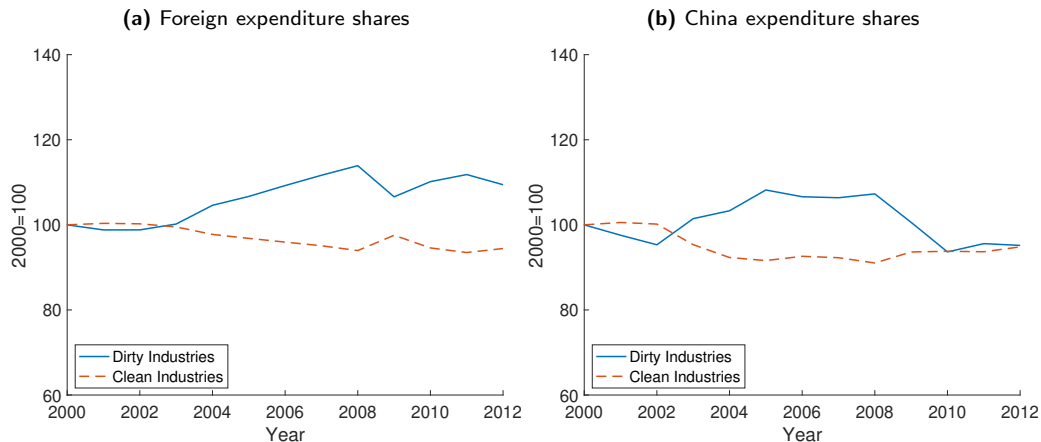 (a) Foreign expenditure shares
140
120
100
80
60
2000=100
2000 2002 2004 2006 2008 2010 2012
Year
Dirty Industries
Clean Industries
(b) China expenditure shares
140
120
100
80
60
2000=100
2000 2002 2004 2006 2008 2010 2012
Year
Dirty Industries
Clean Industries